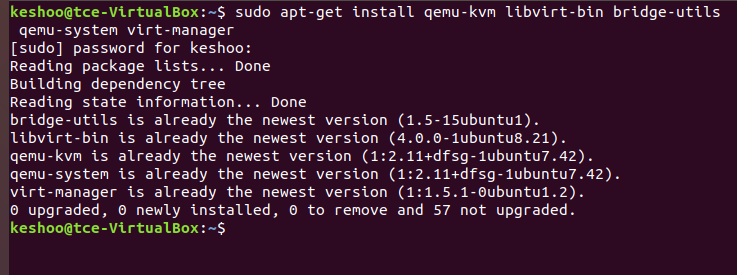 keshoo@tce-VirtualBox:~$ sudo apt-get install qemu-kvm libvirt-bin bridge-utils
 qemu-system virt-manager
[sudo] password for keshoo:
Reading package lists... Done
Building dependency tree
Reading state information... Done
bridge-utils is already the newest version (1.5-15ubuntu1).
libvirt-bin is already the newest version (4.0.0-1ubuntu8.21).
qemu-kvm is already the newest version (1:2.11+dfsg-1ubuntu7.42).
qemu-system is already the newest version (1:2.11+dfsg-1ubuntu7.42).
virt-manager is already the newest version (1:1.5.1-0ubuntu1.2).
0 upgraded, 0 newly installed, 0 to remove and 57 not upgraded.
keshoo@tce-VirtualBox:~$